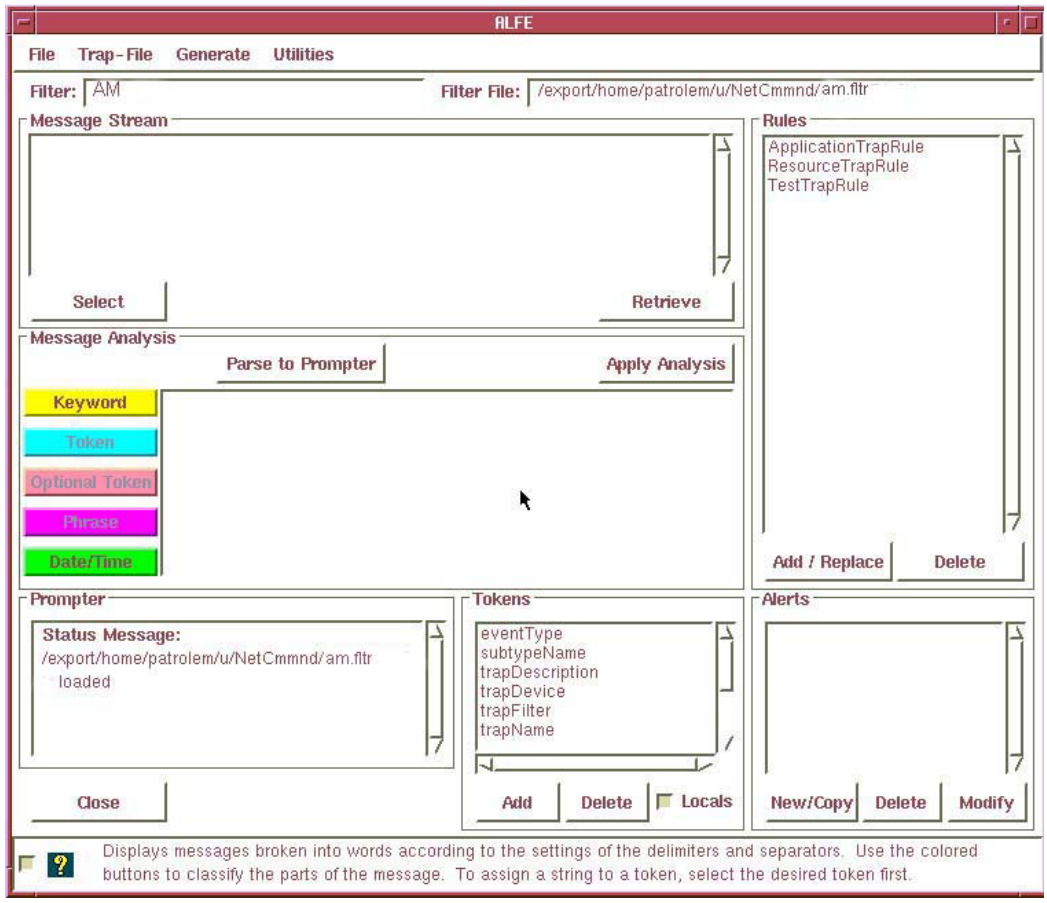 ALFE
File Trap-File Generate Utilities
Filter: AM Filter File: /export/home/patrolem/u/NetCmmnd/am.fltr
Message Stream
Select Retrieve
Rules
ApplicationTrapRule
ResourceTrapRule
TestTrapRule
Message Analysis
Parse to Prompter Apply Analysis
Keyword
Token
Optional Token
Phrase
Date/Time
Add / Replace Delete
Prompter
Status Message:
/export/home/patrolem/u/NetCmmnd/am.fltr
loaded
Close
Tokens
eventType
subtypeName
trapDescription
trapDevice
trapFilter
trapName
Add Delete Locals
Alerts
New/Copy Delete Modify
? Displays messages broken into words according to the settings of the delimiters and separators. Use the colored
buttons to classify the parts of the message. To assign a string to a token, select the desired token first.